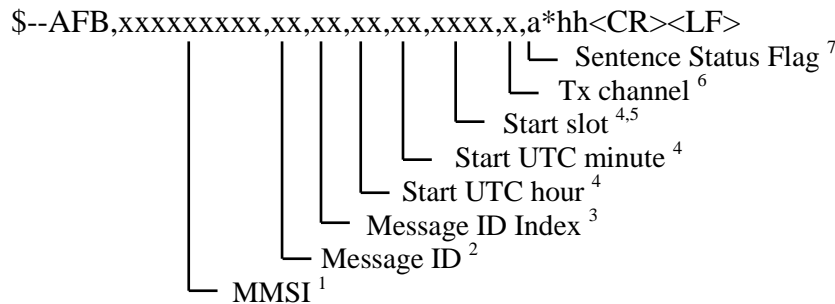 $--AFB,xxxxxxxxx,xx,xx,xx,xx,xxxx,x,a*hh<CR><LF>
Sentence Status Flag 7
Tx channel 6
Start slot 4,5
Start UTC minute 4
Start UTC hour 4
Message ID Index 3
Message ID 2
MMSI 1